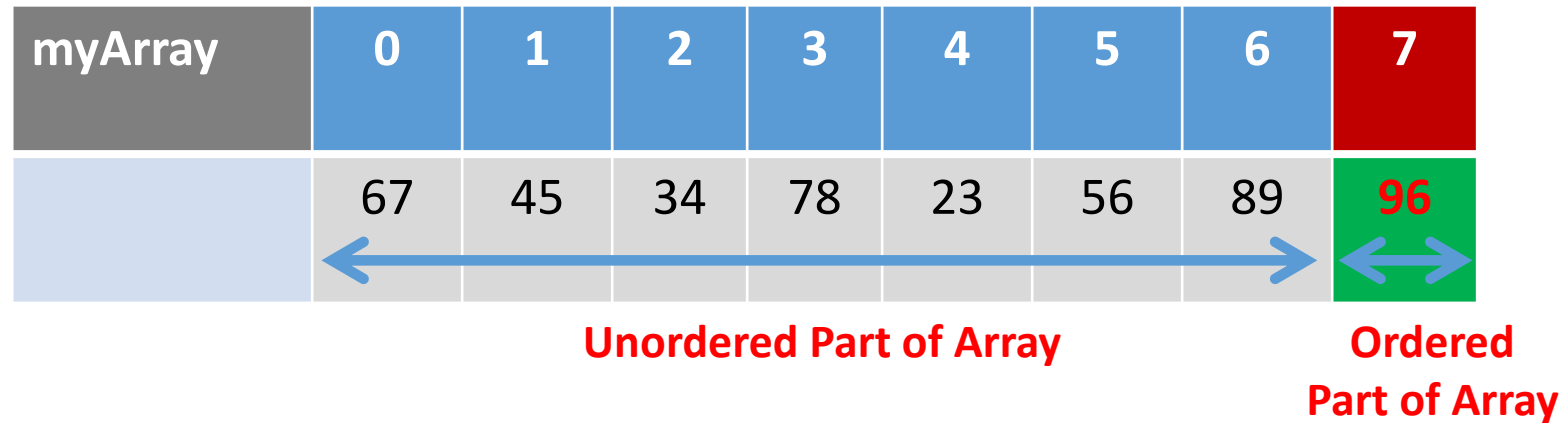 myArray 0 1 2 3 4 5 6 7
67 45 34 78 23 56 89 96
Unordered Part of Array
Ordered
Part of Array